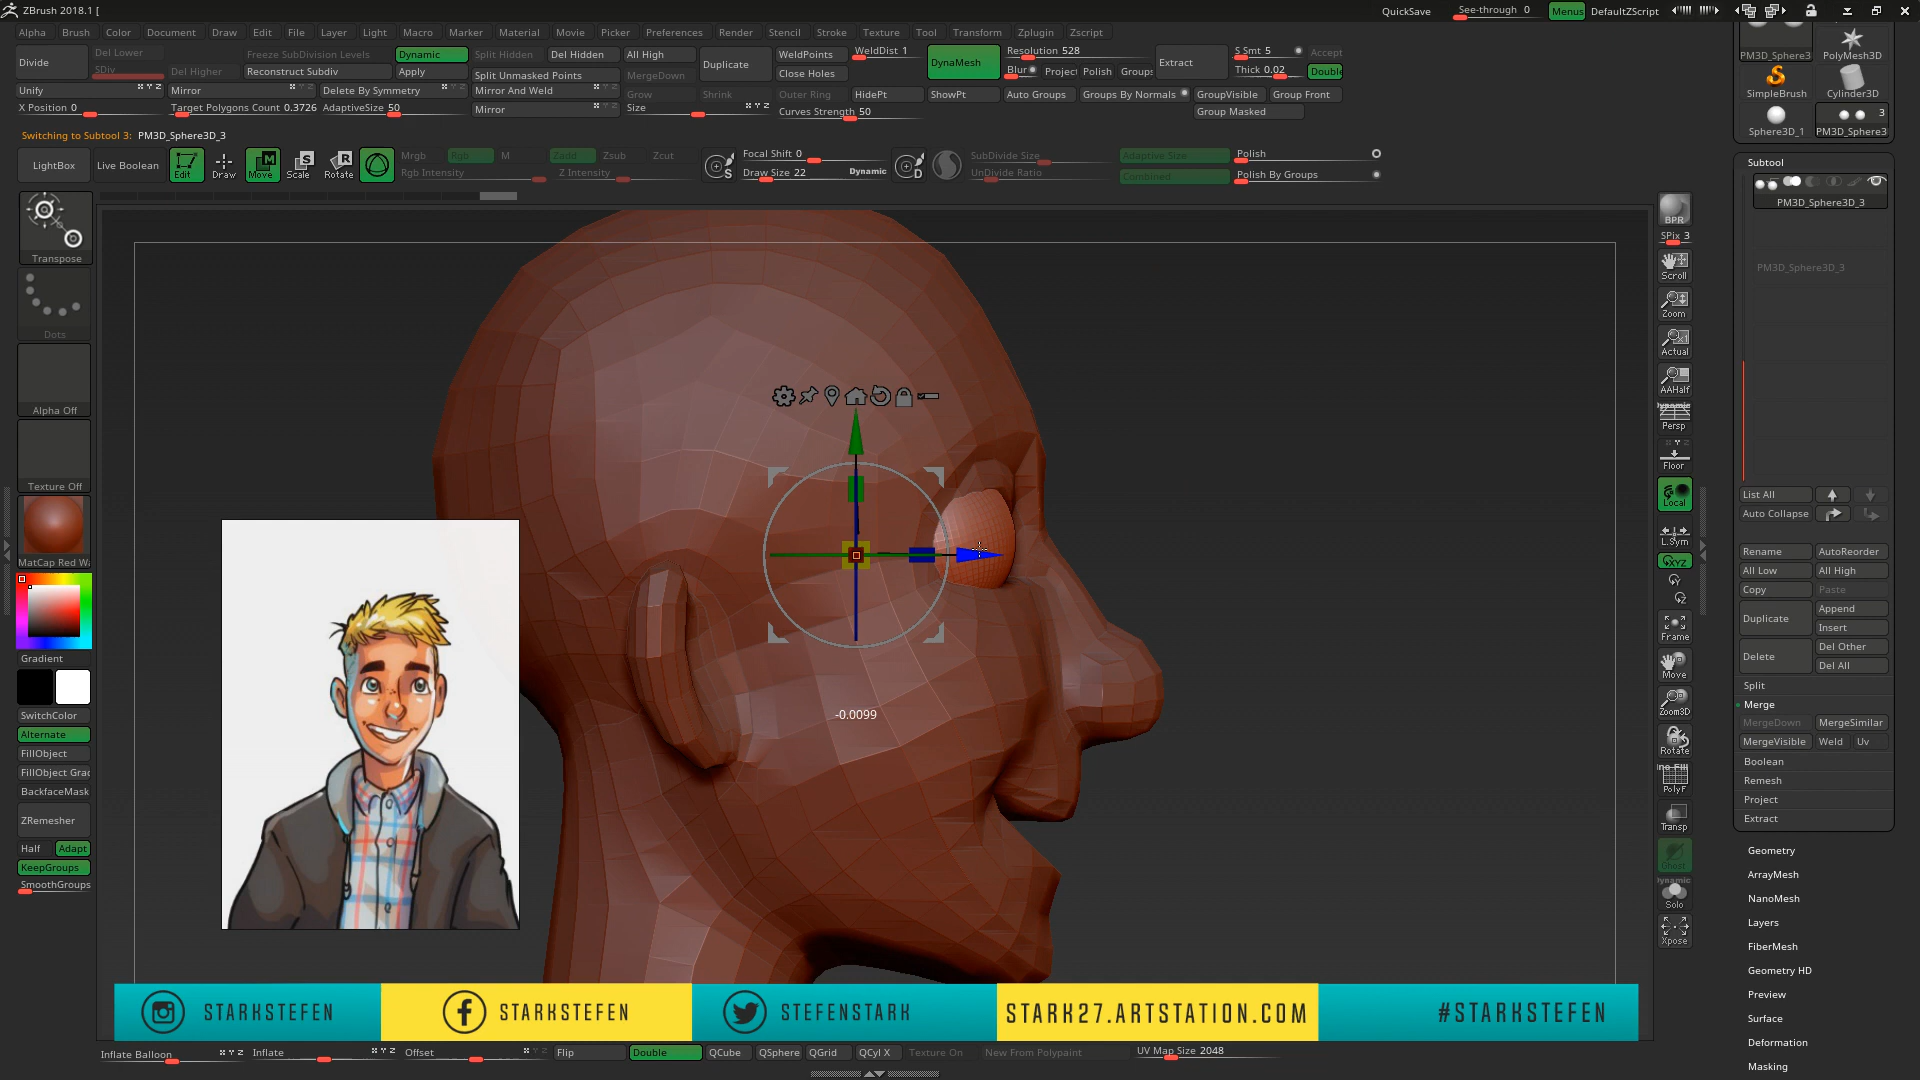 ZBrush 2018.1 [
QuickSave
See-through 0
Menus
DefaultZScript
Alpha Brush Color Document Draw Edit File Layer Light Macro Marker Material Movie Picker Preferences Render Stencil Stroke Texture Tool Transform Zplugin Zscript
Divide
Del Lower
SDiv
Del Higher
Freeze SubDivision Levels
Reconstruct Subdiv
Dynamic
Apply
Split Hidden
Del Hidden
Split Unmasked Points
All High
MergeDown
Duplicate
WeldPoints
Close Holes
WeldDist 1
DynaMesh
Resolution 528
Blur
Project
Polish
Groups
Extract
S Smt 5
Accept
Thick 0.02
Double
Unify
Mirror
Delete By Symmetry
Mirror And Weld
Grow
Shrink
Outer Ring
HidePt
ShowPt
Auto Groups
Groups By Normals
GroupVisible
Group Front
X Position 0
Target Polygons Count 0.3726
AdaptiveSize 50
Mirror
Size
Curves Strength 50
Group Masked
Switching to Subtool 3: PM3D_Sphere3D_3
LightBox
Live Boolean
Edit
Draw
Move
Scale
Rotate
Mrgb
Rgb
M
Rgb Intensity
Zadd
Zsub
Zcut
Z Intensity
S
Focal Shift 0
Draw Size 22
Dynamic
D
SubDivide Size
UnDivide Ratio
Adaptive Size
Combined
Polish
Polish By Groups
Transpose
Dots
Alpha Off
Texture Off
MatCap Red Wa
Gradient
SwitchColor
Alternate
FillObject
FillObject Grad
BackfaceMask
ZRemesher
Half
Adapt
KeepGroups
SmoothGroups
-0.0099
BPR
SPix 3
Scroll
Zoom
Actual
AAHalf
Dynamic
Persp
Floor
Local
L.Sym
XYZ
Frame
Move
Zoom3D
Rotate
PolyF
Transp
Ghost
Dynamic
Solo
Xpose
PM3D_Sphere3
PolyMesh3D
SimpleBrush
Cylinder3D
3
Sphere3D_1
PM3D_Sphere3
Subtool
PM3D_Sphere3D_3
PM3D_Sphere3D_3
List All
Auto Collapse
Rename
AutoReorder
All Low
All High
Copy
Paste
Duplicate
Append
Insert
Delete
Del Other
Del All
Split
Merge
MergeDown
MergeSimilar
MergeVisible
Weld
Uv
Boolean
Remesh
Project
Extract
Geometry
ArrayMesh
NanoMesh
Layers
FiberMesh
Geometry HD
Preview
Surface
Deformation
Masking
STARKSTEFEN
STARKSTEFEN
STEFENSTARK
STARK27.ARTSTATION.COM
#STARKSTEFEN
Inflate Balloon
Inflate
Offset
Flip
Double
QCube
QSphere
QGrid
QCyl X
Texture On
New From Polypaint
UV Map Size 2048